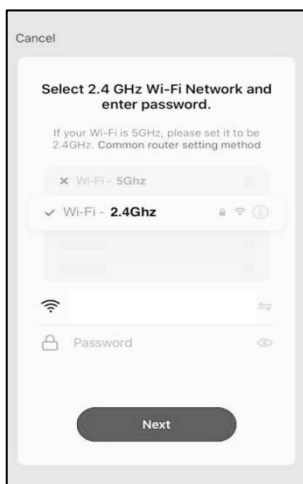 Cancel
Select 2.4 GHz Wi-Fi Network and
enter password.
If your Wi-Fi is 5GHz, please set it to be
2.4GHz. Common router setting method
Wi-Fi - 5Ghz
Wi-Fi - 2.4Ghz
Password
Next